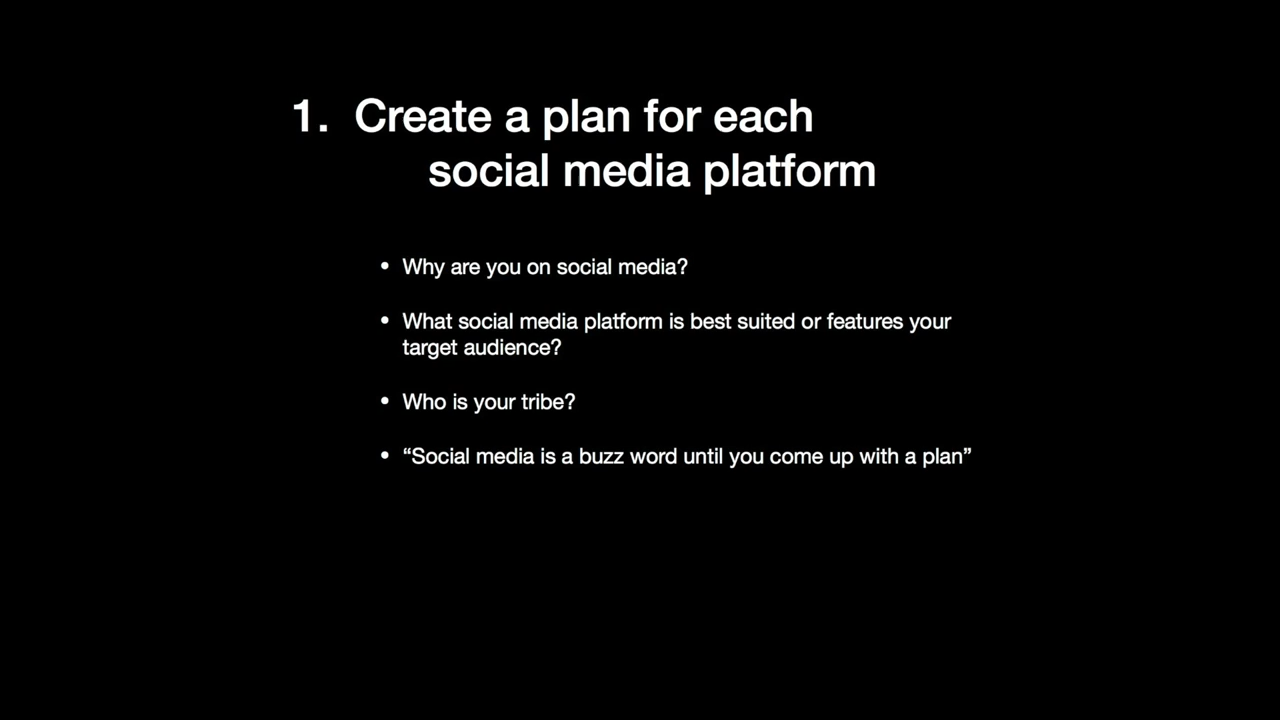 1. Create a plan for each
social media platform
• Why are you on social media?
• What social media platform is best suited or features your
target audience?
• Who is your tribe?
• “Social media is a buzz word until you come up with a plan”